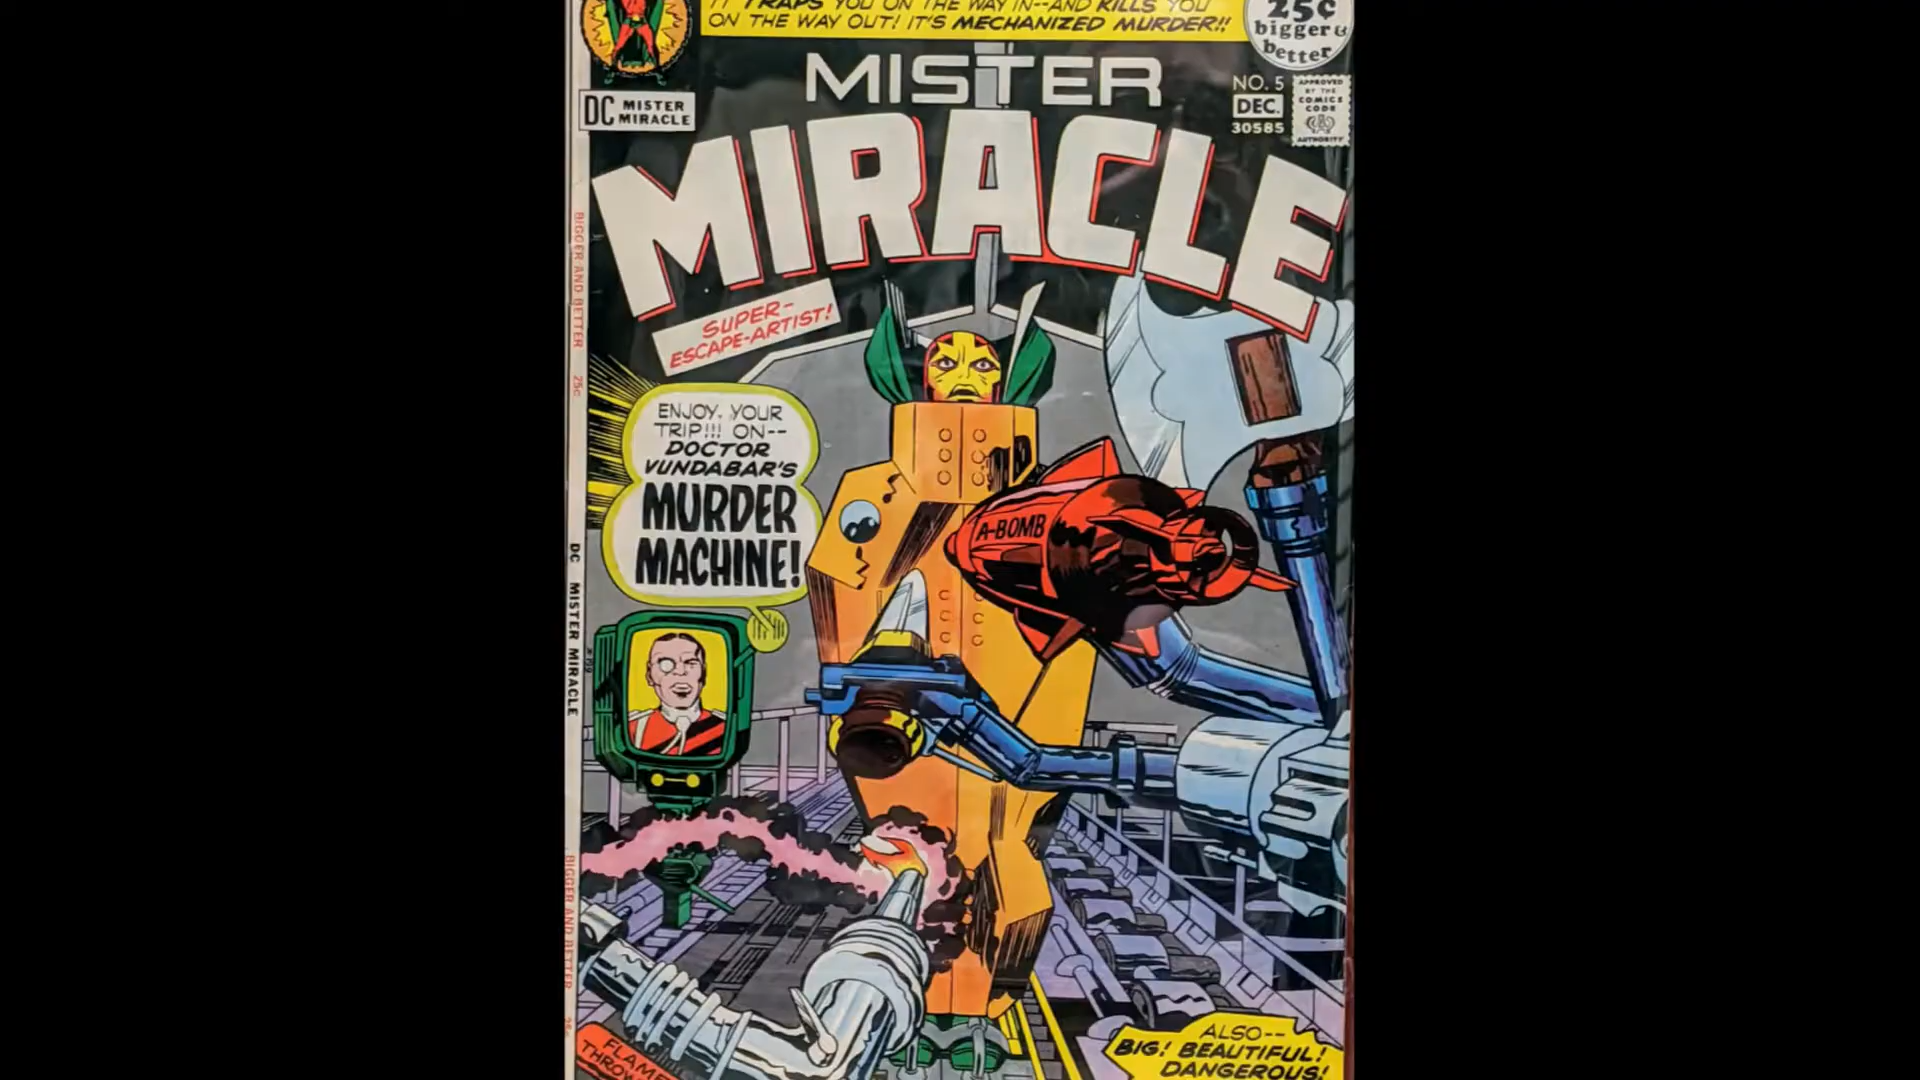 IT TRAPS YOU ON THE WAY IN--AND KILLS YOU
ON THE WAY OUT! IT'S MECHANIZED MURDER!!
25¢
bigger &
better
DC MISTER
MIRACLE
MISTER
MIRACLE
NO. 5
DEC.
30585
APPROVED
BY THE
COMICS
CODE
AUTHORITY
SUPER-
ESCAPE-ARTIST!
BIGGER AND BETTER 25¢
ENJOY YOUR
TRIP!!! ON--
DOCTOR
VUNDABAR'S
MURDER
MACHINE!
A-BOMB
DC MISTER MIRACLE
BIGGER AND BETTER
FLAME
ALSO--
BIG! BEAUTIFUL!
DANGEROUS!